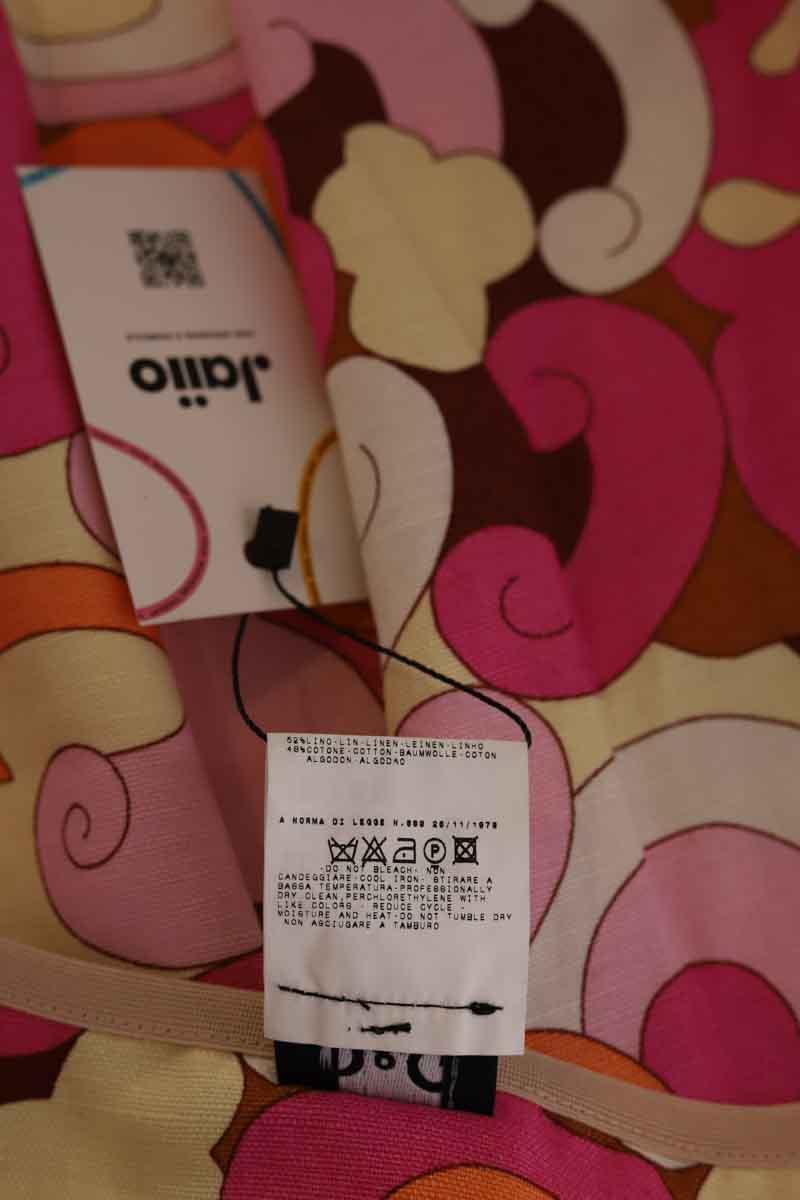 Jaïio
52%LINO-LIN-LINEN-LEINEN-LINHO
48%COTONE-COTTON-BAUMWOLLE-COTON
ALGODON-ALGODAO
A NORMA DI LEGGE N.883 26/11/1973
P
-DO NOT BLEACH- NON
CANDEGGIARE-COOL IRON- STIRARE A
BASSA TEMPERATURA-PROFESSIONALLY
DRY CLEAN,PERCHLORETHYLENE WITH
LIKE COLORS - REDUCE CYCLE -
MOISTURE AND HEAT-DO NOT TUMBLE DRY
NON ASCIUGARE A TAMBURO